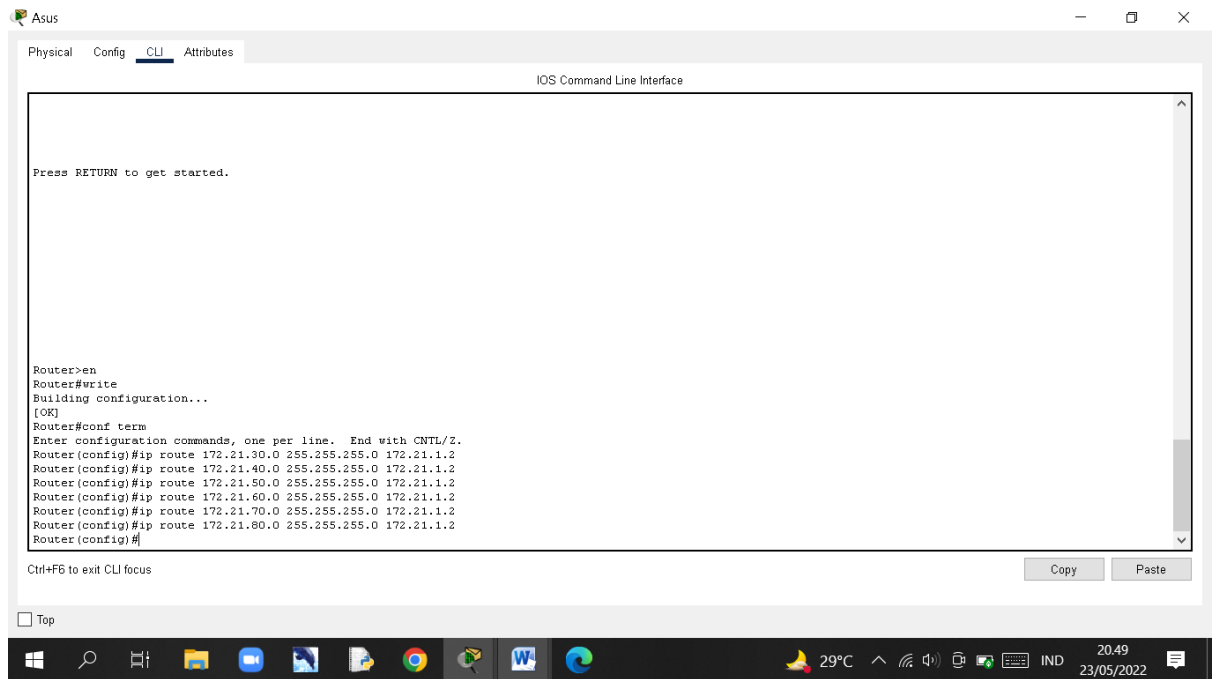 Asus
Physical Config CLI Attributes
IOS Command Line Interface
Press RETURN to get started.
Router>en
Router#write
Building configuration...
[OK]
Router#conf term
Enter configuration commands, one per line.  End with CNTL/Z.
Router(config)#ip route 172.21.30.0 255.255.255.0 172.21.1.2
Router(config)#ip route 172.21.40.0 255.255.255.0 172.21.1.2
Router(config)#ip route 172.21.50.0 255.255.255.0 172.21.1.2
Router(config)#ip route 172.21.60.0 255.255.255.0 172.21.1.2
Router(config)#ip route 172.21.70.0 255.255.255.0 172.21.1.2
Router(config)#ip route 172.21.80.0 255.255.255.0 172.21.1.2
Router(config)#
Ctrl+F6 to exit CLI focus
Copy Paste
Top
29°C IND 20.49
23/05/2022